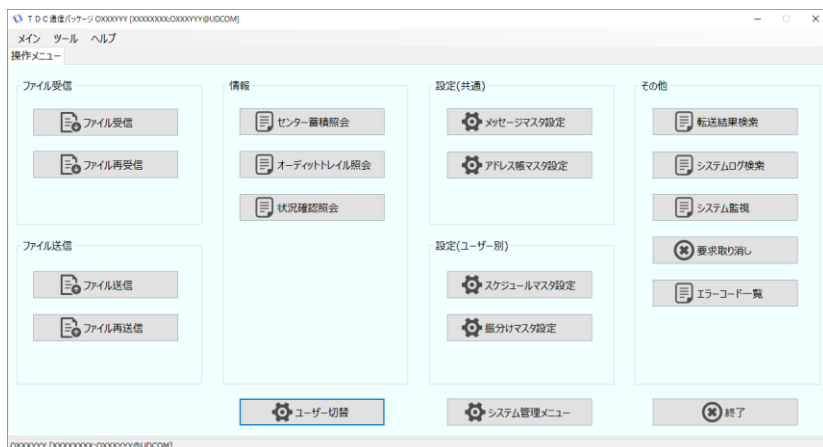 TDC通信パッケージ OXXXYYY [XXXXXXXX:OXXXYYY@UDCOM]
メイン ツール ヘルプ
操作メニュー
ファイル受信
ファイル受信
ファイル再受信
ファイル送信
ファイル送信
ファイル再送信
情報
センター蓄積照会
オーディットトレイル照会
状況確認照会
ユーザー切替
設定(共通)
メッセージマスタ設定
アドレス帳マスタ設定
設定(ユーザー別)
スケジュールマスタ設定
振分けマスタ設定
システム管理メニュー
その他
転送結果検索
システムログ検索
システム監視
要求取り消し
エラーコード一覧
終了
OXXXYYY [XXXXXXXX:OXXXYYY@UDCOM]